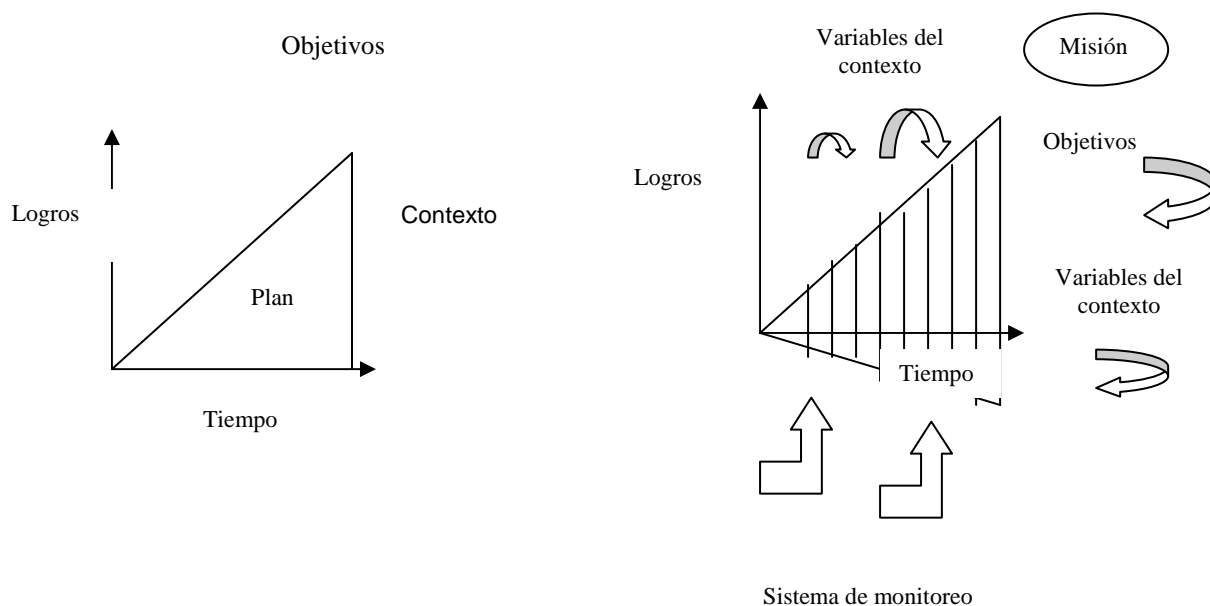 Objetivos
Logros
Contexto
Plan
Tiempo
Variables del
contexto
Misión
Objetivos
Logros
Variables del
contexto
Tiempo
Sistema de monitoreo